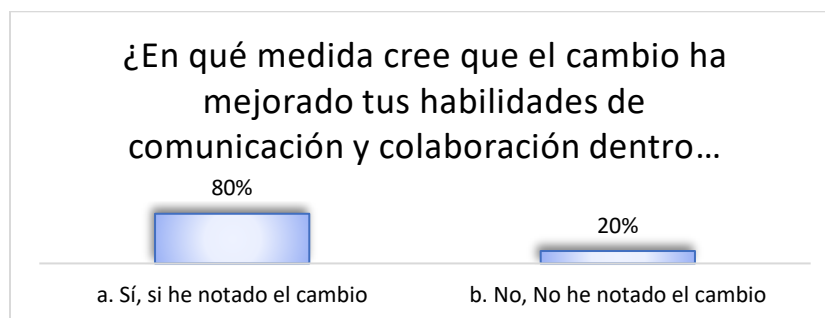 ¿En qué medida cree que el cambio ha
mejorado tus habilidades de
comunicación y colaboración dentro…
80%
20%
a. Sí, si he notado el cambio
b. No, No he notado el cambio